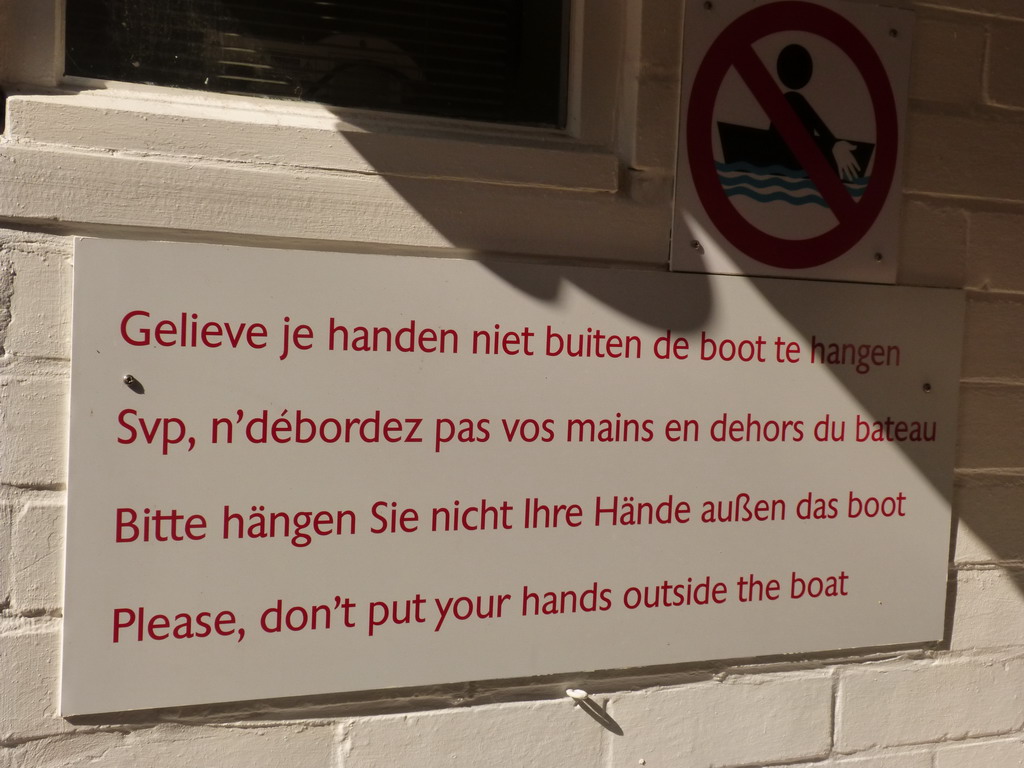 Gelieve je handen niet buiten de boot te hangen
Svp, n'débordez pas vos mains en dehors du bateau
Bitte hängen Sie nicht Ihre Hände außen das boot
Please, don't put your hands outside the boat